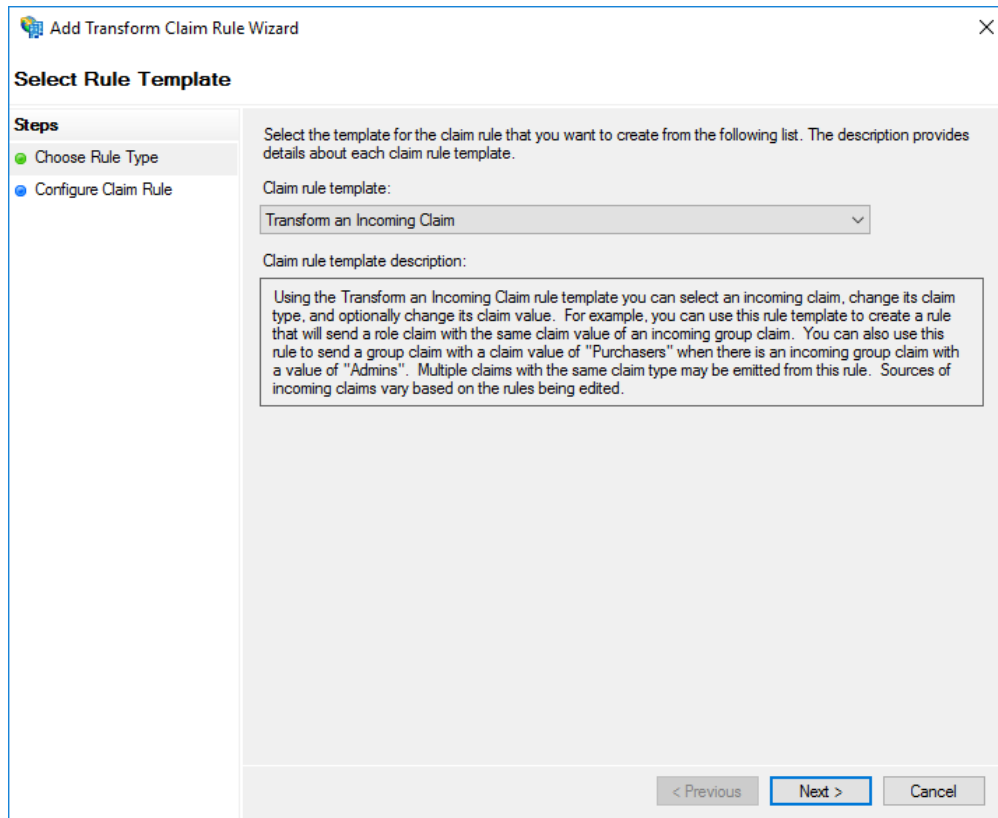 Add Transform Claim Rule Wizard
Select Rule Template
Steps
Choose Rule Type
Configure Claim Rule
Select the template for the claim rule that you want to create from the following list. The description provides
details about each claim rule template.
Claim rule template:
Transform an Incoming Claim
Claim rule template description:
Using the Transform an Incoming Claim rule template you can select an incoming claim, change its claim
type, and optionally change its claim value. For example, you can use this rule template to create a rule
that will send a role claim with the same claim value of an incoming group claim. You can also use this
rule to send a group claim with a claim value of "Purchasers" when there is an incoming group claim with
a value of "Admins". Multiple claims with the same claim type may be emitted from this rule. Sources of
incoming claims vary based on the rules being edited.
< Previous
Next >
Cancel